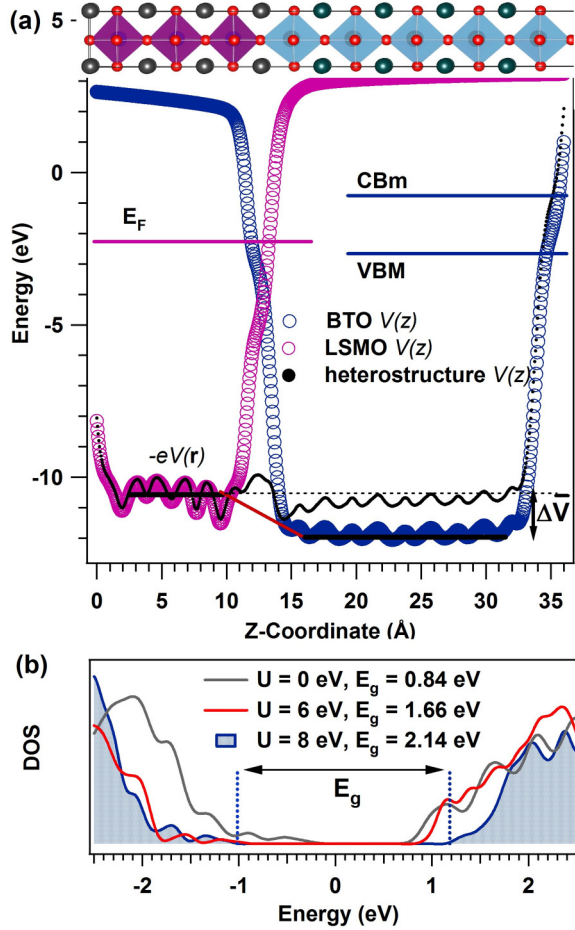 (a)
5
0
-5
-10
Energy (eV)
E_F
CBm
VBM
BTO V(z)
LSMO V(z)
heterostructure V(z)
-eV(r)
ΔV̄
0 5 10 15 20 25 30 35
Z-Coordinate (Å)
(b)
U = 0 eV, E_g = 0.84 eV
U = 6 eV, E_g = 1.66 eV
U = 8 eV, E_g = 2.14 eV
DOS
E_g
-2 -1 0 1 2
Energy (eV)